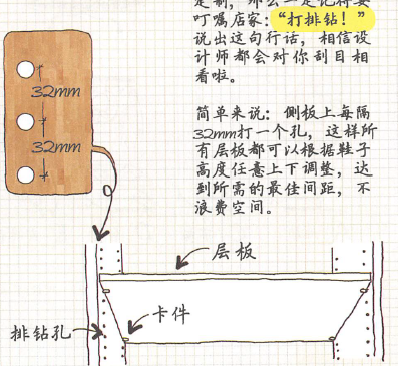 定制，那么一定记得要
叮嘱店家：“打排钻！”
说出这句行话，相信设
计师都会对你刮目相
看啦。
32mm
32mm
简单来说：侧板上每隔
32mm打一个孔，这样所
有层板都可以根据鞋子
高度任意上下调整，达
到所需的最佳间距，不
浪费空间。
层板
卡件
排钻孔